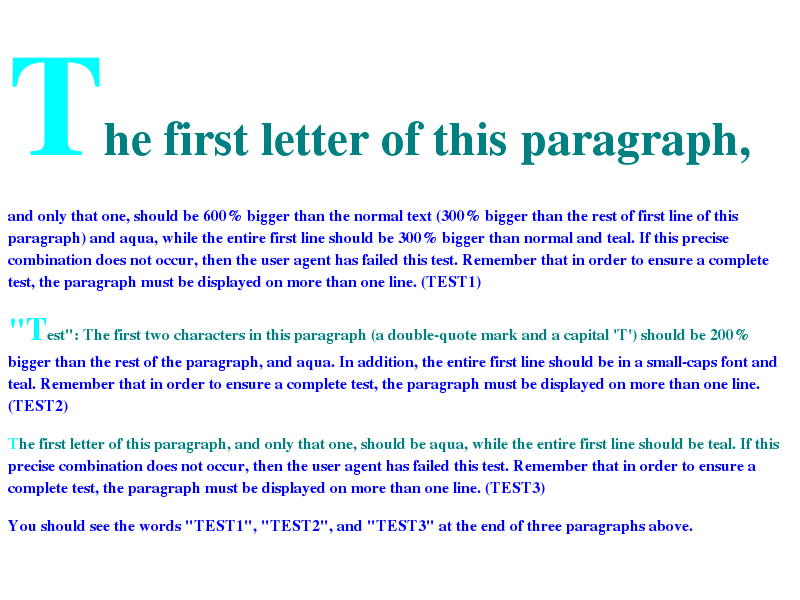 The first letter of this paragraph,
and only that one, should be 600% bigger than the normal text (300% bigger than the rest of first line of this
paragraph) and aqua, while the entire first line should be 300% bigger than normal and teal. If this precise
combination does not occur, then the user agent has failed this test. Remember that in order to ensure a complete
test, the paragraph must be displayed on more than one line. (TEST1)
"Test": The first two characters in this paragraph (a double-quote mark and a capital 'T') should be 200%
bigger than the rest of the paragraph, and aqua. In addition, the entire first line should be in a small-caps font and
teal. Remember that in order to ensure a complete test, the paragraph must be displayed on more than one line.
(TEST2)
The first letter of this paragraph, and only that one, should be aqua, while the entire first line should be teal. If this
precise combination does not occur, then the user agent has failed this test. Remember that in order to ensure a
complete test, the paragraph must be displayed on more than one line. (TEST3)
You should see the words "TEST1", "TEST2", and "TEST3" at the end of three paragraphs above.